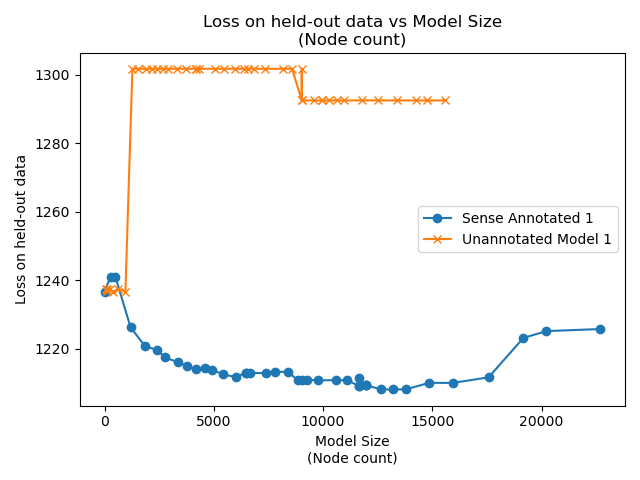 Loss on held-out data vs Model Size
(Node count)
Loss on held-out data
1300
1280
1260
1240
1220
Sense Annotated 1
Unannotated Model 1
0
5000
10000
15000
20000
Model Size
(Node count)